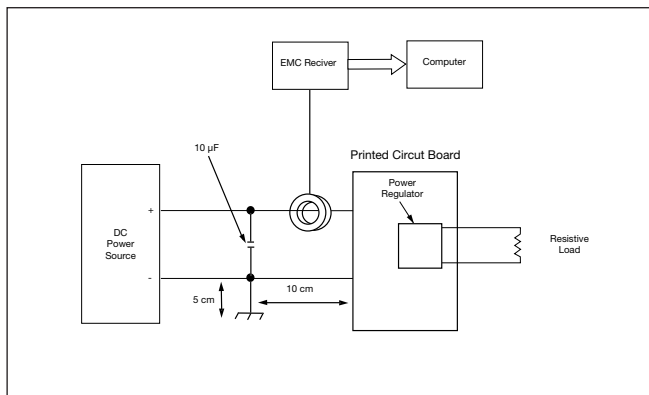 EMC Reciver
Computer
10 µF
Printed Circut Board
Power
Regulator
+
DC
Power
Source
-
Resistive
Load
10 cm
5 cm